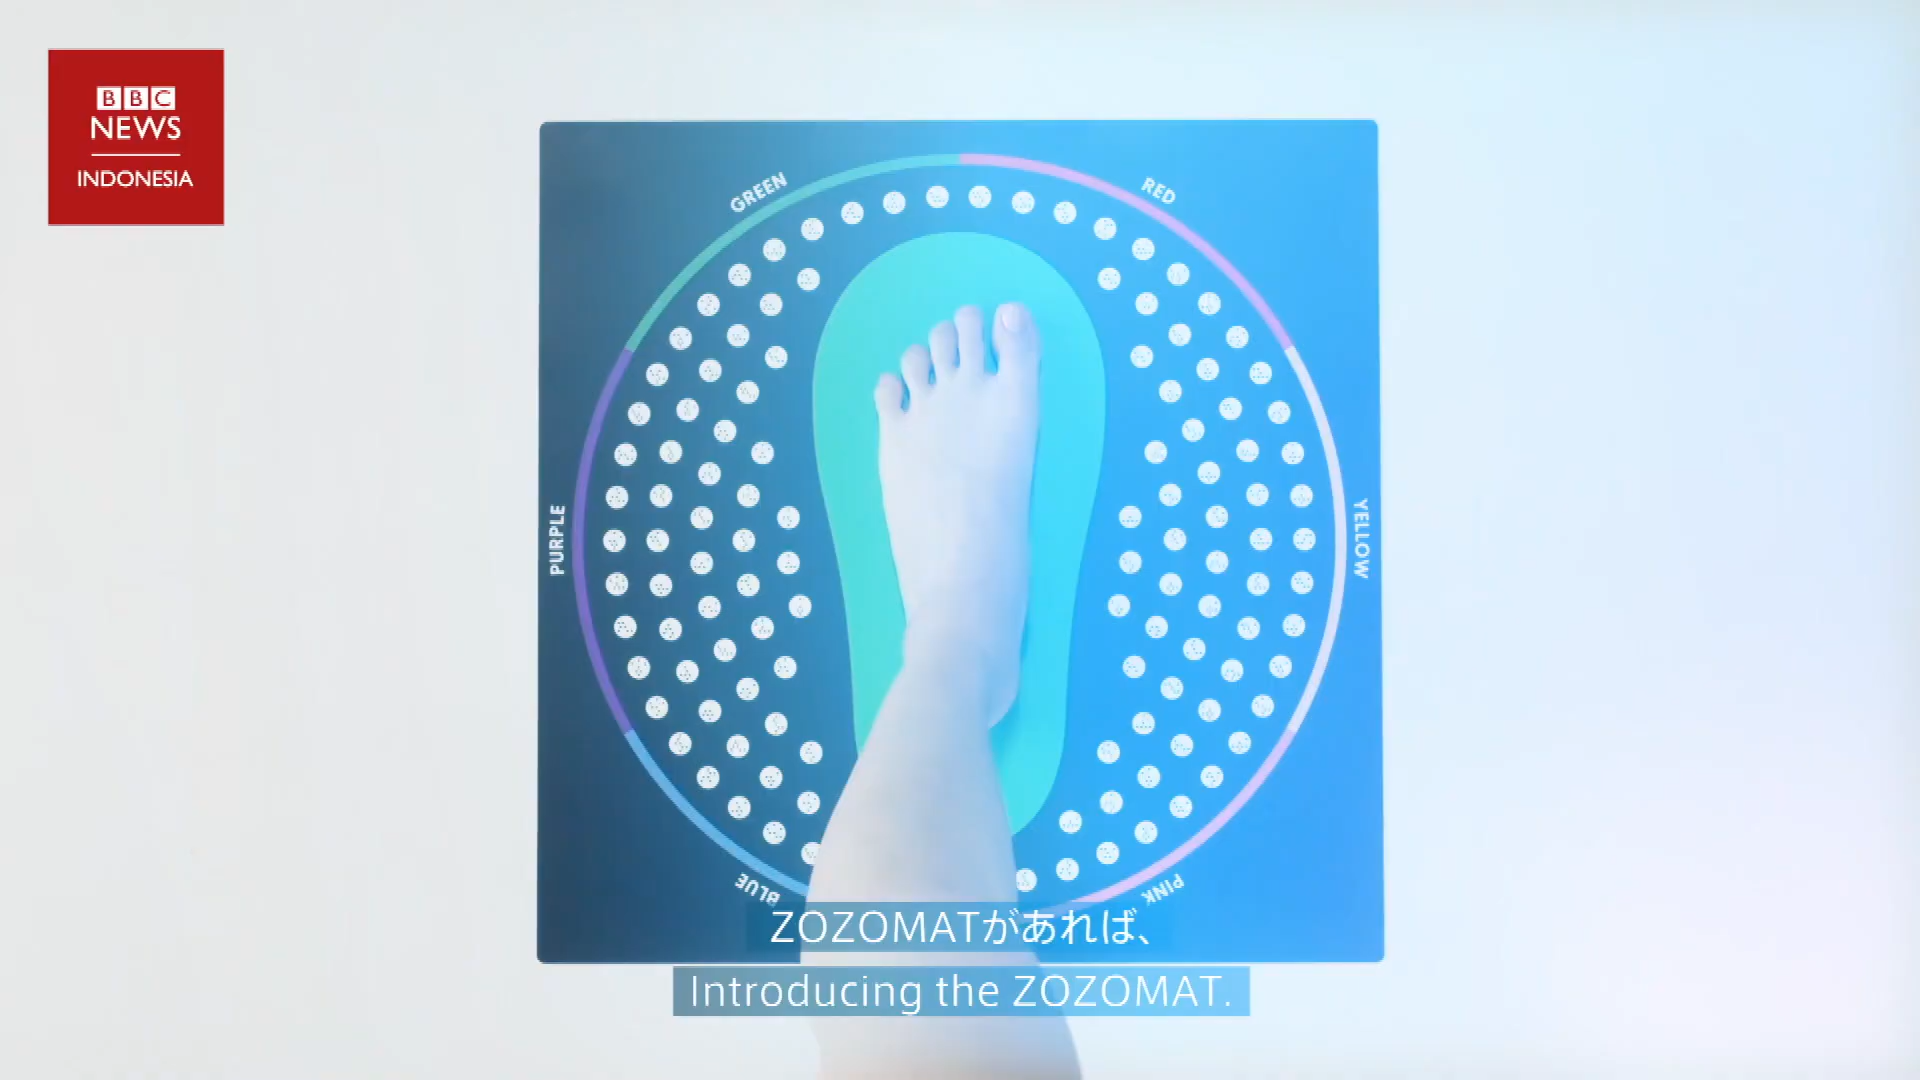 BBC
NEWS
INDONESIA
GREEN
RED
PURPLE
YELLOW
BLUE
PINK
ZOZOMATがあれば、
Introducing the ZOZOMAT.